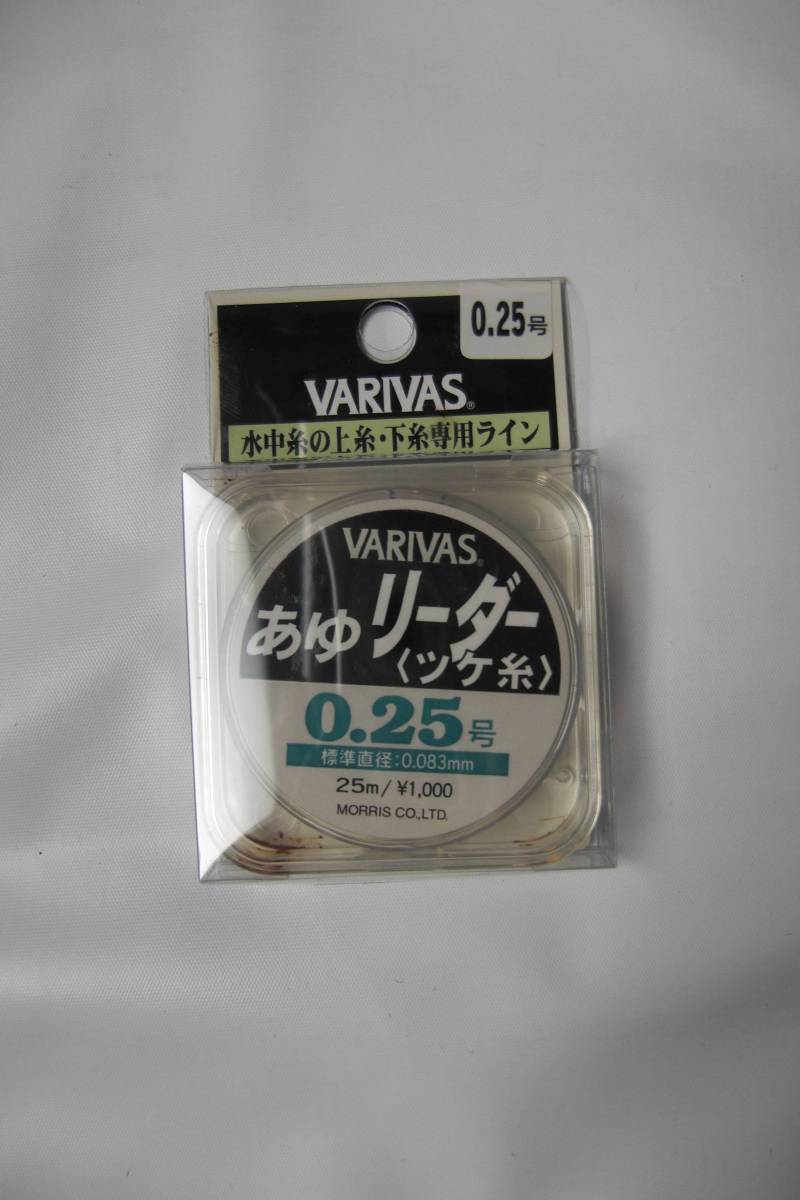 0.25号
VARIVAS®
水中糸の上糸・下糸専用ライン
VARIVAS®
あゆリーダー
〈ツケ糸〉
0.25号
標準直径:0.083mm
25m/¥1,000
MORRIS CO.,LTD.